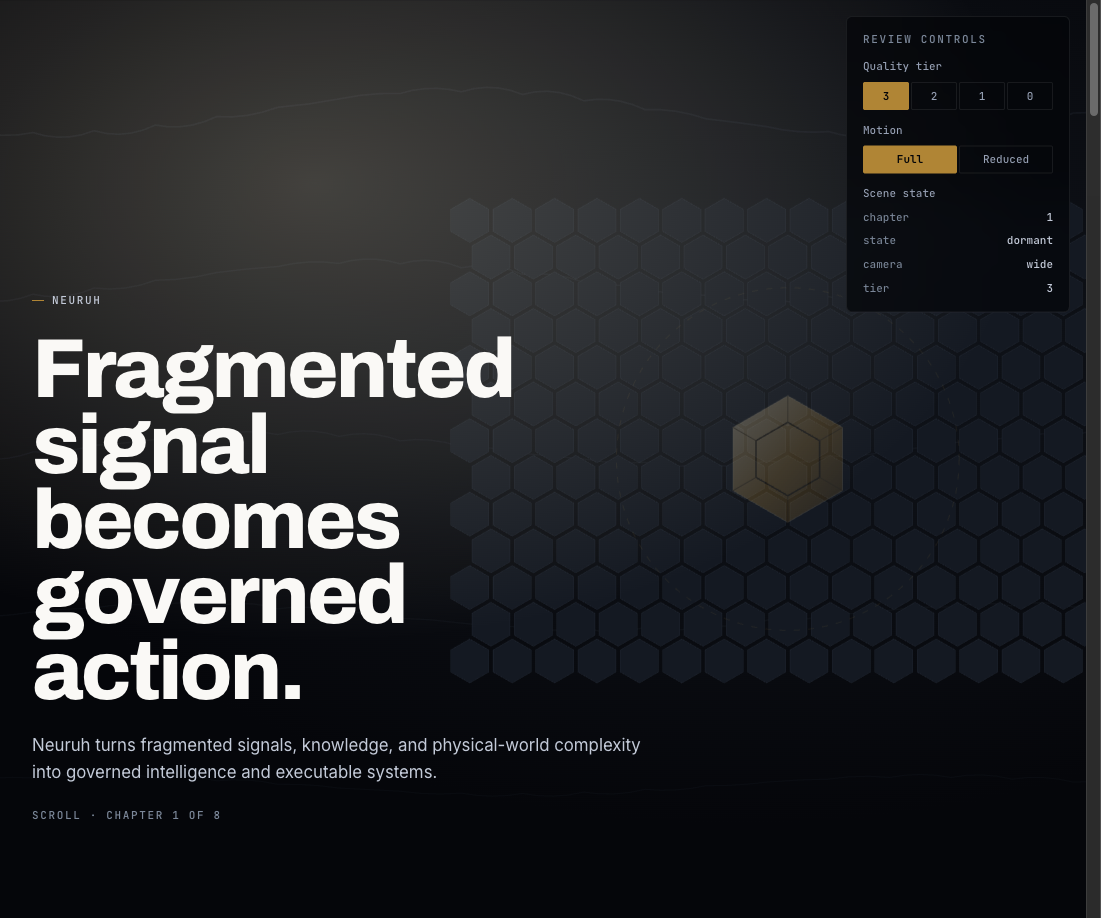 REVIEW CONTROLS
Quality tier
3 2 1 0
Motion
Full Reduced
Scene state
chapter 1
state dormant
camera wide
tier 3
NEURUH
Fragmented
signal
becomes
governed
action.
Neuruh turns fragmented signals, knowledge, and physical-world complexity
into governed intelligence and executable systems.
SCROLL · CHAPTER 1 OF 8